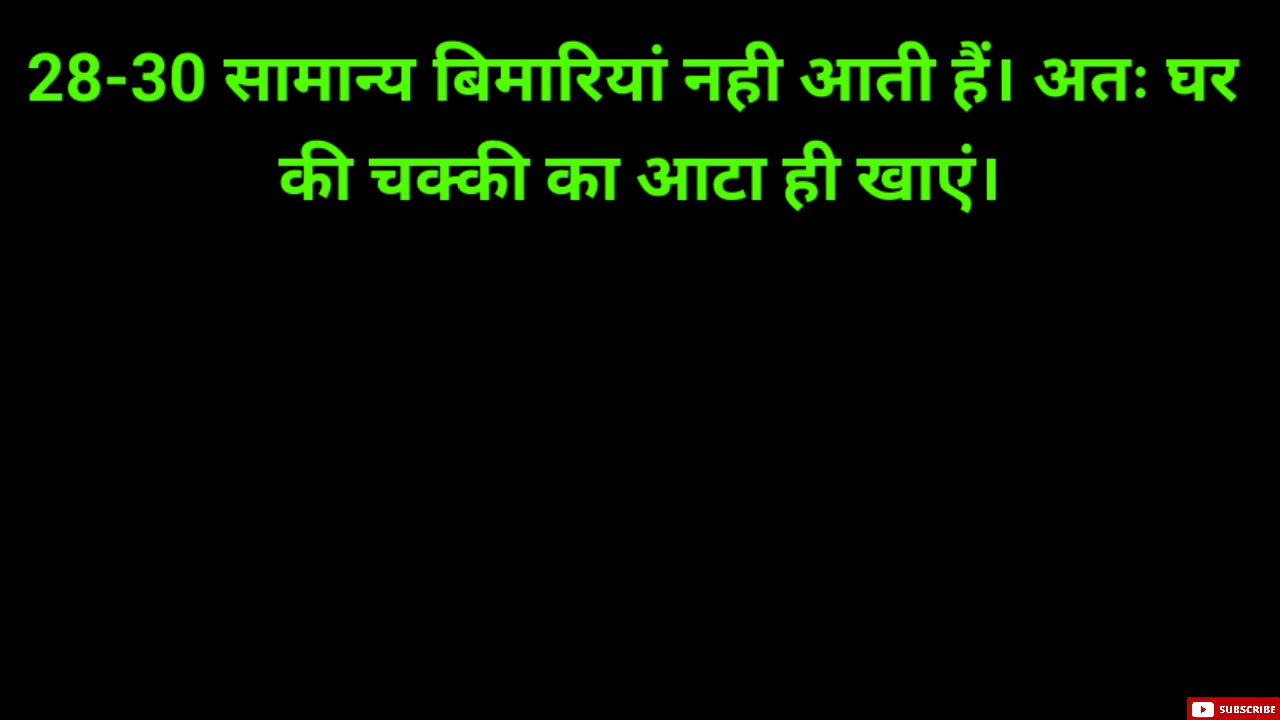 28-30 सामान्य बिमारियां नही आती हैं। अतः घर
की चक्की का आटा ही खाएं।
SUBSCRIBE